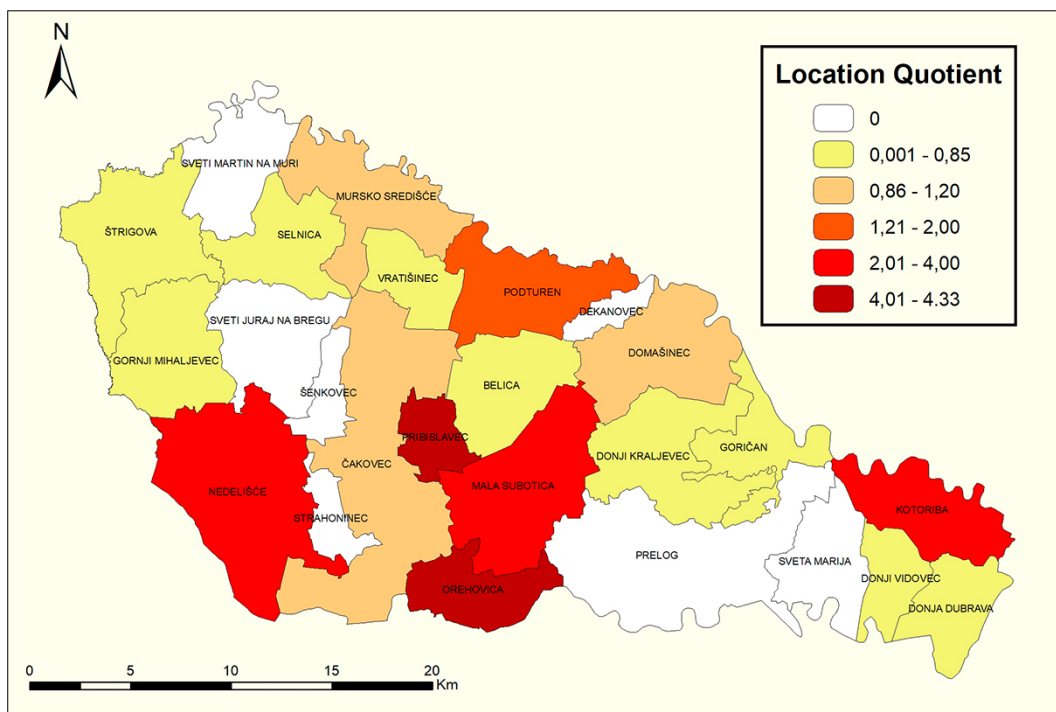 N
Location Quotient
0
0,001 - 0,85
0,86 - 1,20
1,21 - 2,00
2,01 - 4,00
4,01 - 4.33
SVETI MARTIN NA MURI
MURSKO SREDIŠĆE
ŠTRIGOVA
SELNICA
VRATIŠINEC
PODTUREN
DEKANOVEC
SVETI JURAJ NA BREGU
GORNJI MIHALJEVEC
DOMAŠINEC
BELICA
ŠENKOVEC
PRIBISLAVEC
GORIČAN
DONJI KRALJEVEC
ČAKOVEC
MALA SUBOTICA
NEDELIŠĆE
KOTORIBA
STRAHONINEC
PRELOG
SVETA MARIJA
DONJI VIDOVEC
OREHOVICA
DONJA DUBRAVA
0 5 10 15 20
Km